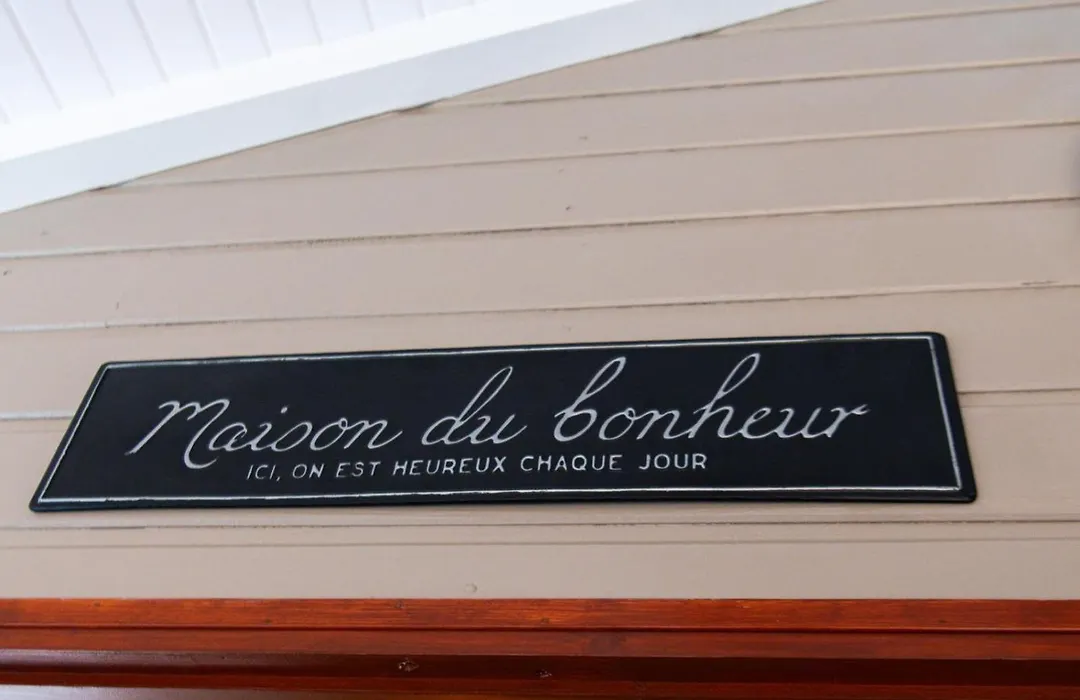 Maison du bonheur
ICI, ON EST HEUREUX CHAQUE JOUR